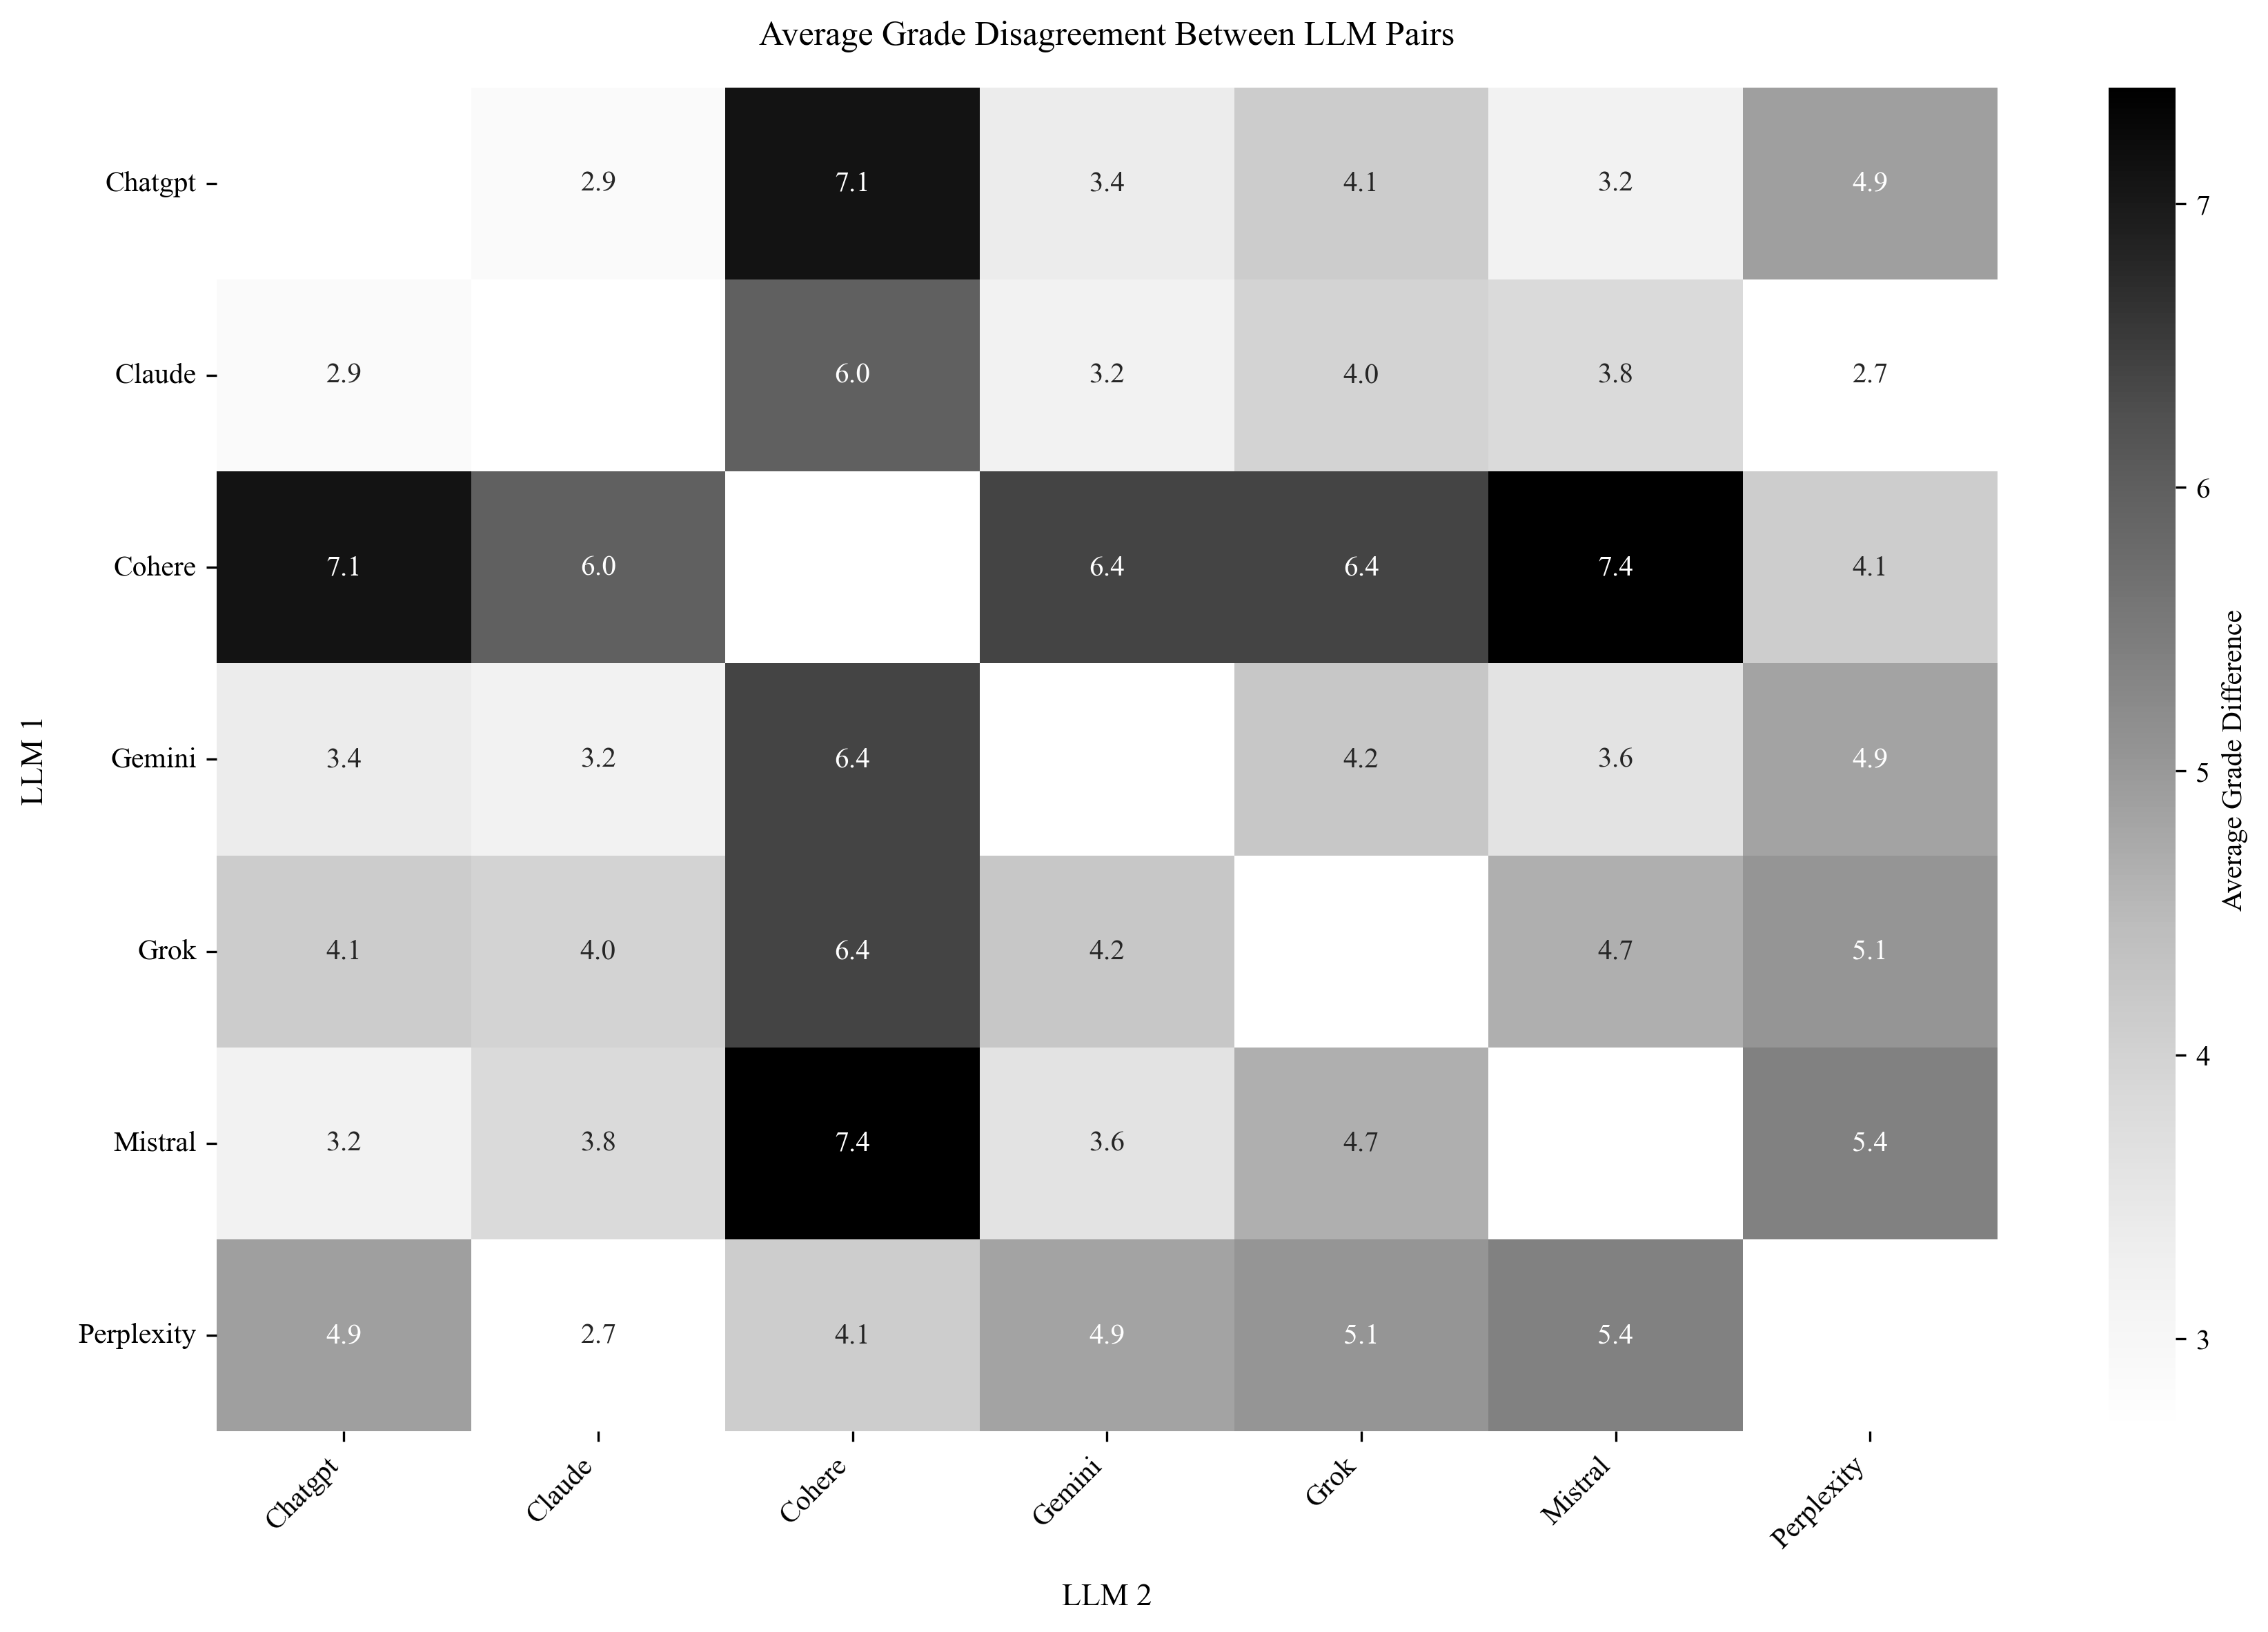 Average Grade Disagreement Between LLM Pairs
Chatgpt 2.9 7.1 3.4 4.1 3.2 4.9
Claude 2.9 6.0 3.2 4.0 3.8 2.7
Cohere 7.1 6.0 6.4 6.4 7.4 4.1
Gemini 3.4 3.2 6.4 4.2 3.6 4.9
Grok 4.1 4.0 6.4 4.2 4.7 5.1
Mistral 3.2 3.8 7.4 3.6 4.7 5.4
Perplexity 4.9 2.7 4.1 4.9 5.1 5.4
LLM 1
Chatgpt Claude Cohere Gemini Grok Mistral Perplexity
LLM 2
7
6
5
4
3
Average Grade Difference